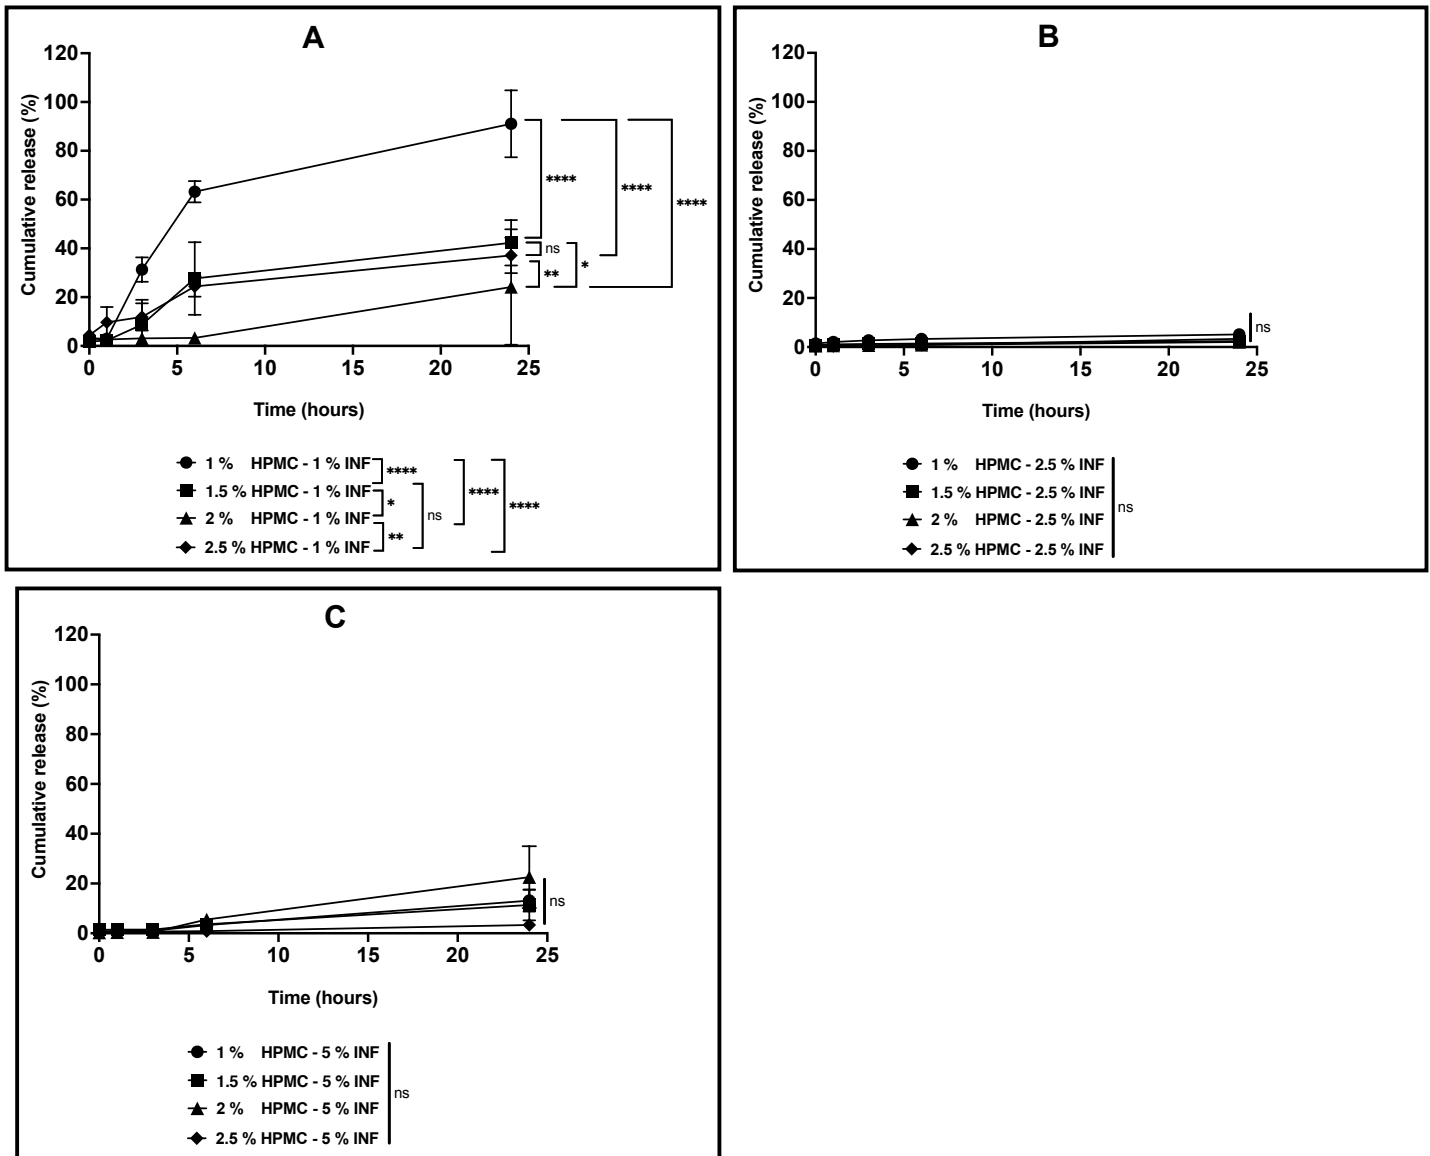 A
Cumulative release (%)
120
100
80
60
40
20
0
0 5 10 15 20 25
Time (hours)
****
****
****
ns
*
**
1 % HPMC - 1 % INF
1.5 % HPMC - 1 % INF
2 % HPMC - 1 % INF
2.5 % HPMC - 1 % INF
****
*
**
ns
****
****
B
Cumulative release (%)
120
100
80
60
40
20
0
0 5 10 15 20 25
Time (hours)
ns
1 % HPMC - 2.5 % INF
1.5 % HPMC - 2.5 % INF
2 % HPMC - 2.5 % INF
2.5 % HPMC - 2.5 % INF
ns
C
Cumulative release (%)
120
100
80
60
40
20
0
0 5 10 15 20 25
Time (hours)
ns
1 % HPMC - 5 % INF
1.5 % HPMC - 5 % INF
2 % HPMC - 5 % INF
2.5 % HPMC - 5 % INF
ns